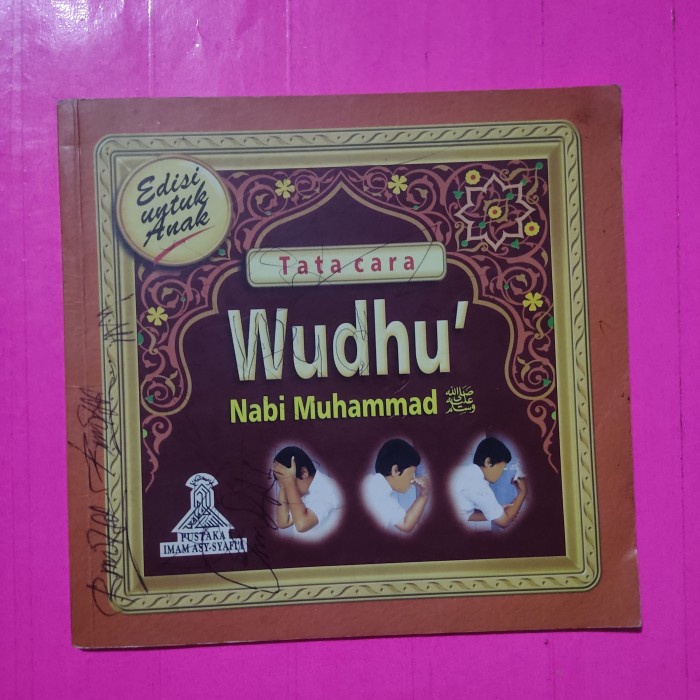 Edisi
untuk
Anak
Tata cara
Wudhu'
Nabi Muhammad ﷺ
PUSTAKA
IMAM ASY-SYAFI'I